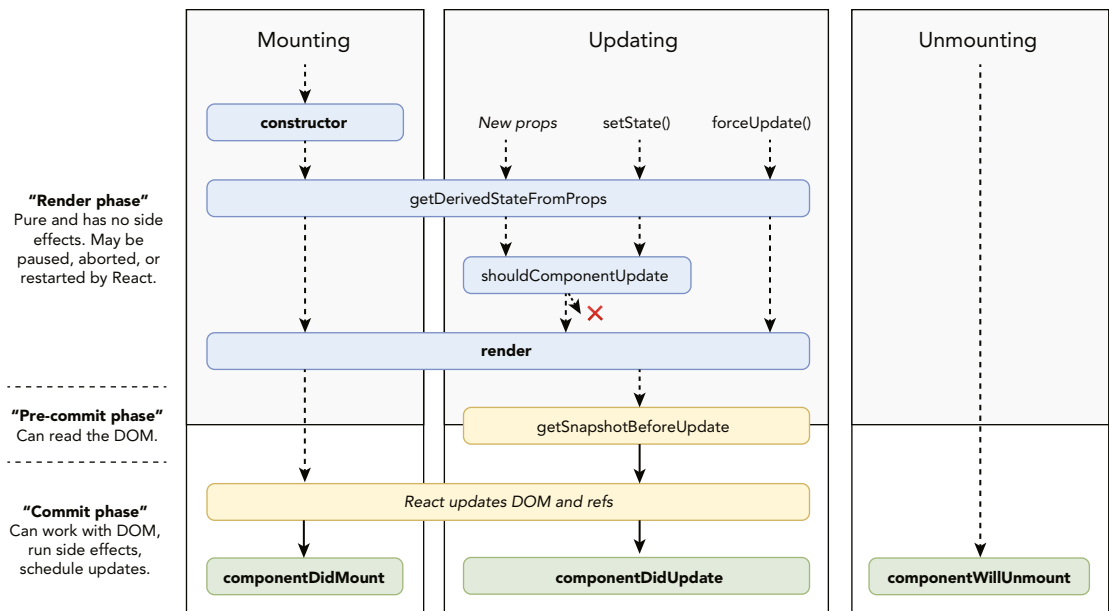 Mounting
Updating
Unmounting
constructor
New props
setState()
forceUpdate()
“Render phase”
Pure and has no side
effects. May be
paused, aborted, or
restarted by React.
getDerivedStateFromProps
shouldComponentUpdate
render
“Pre-commit phase”
Can read the DOM.
getSnapshotBeforeUpdate
“Commit phase”
Can work with DOM,
run side effects,
schedule updates.
React updates DOM and refs
componentDidMount
componentDidUpdate
componentWillUnmount